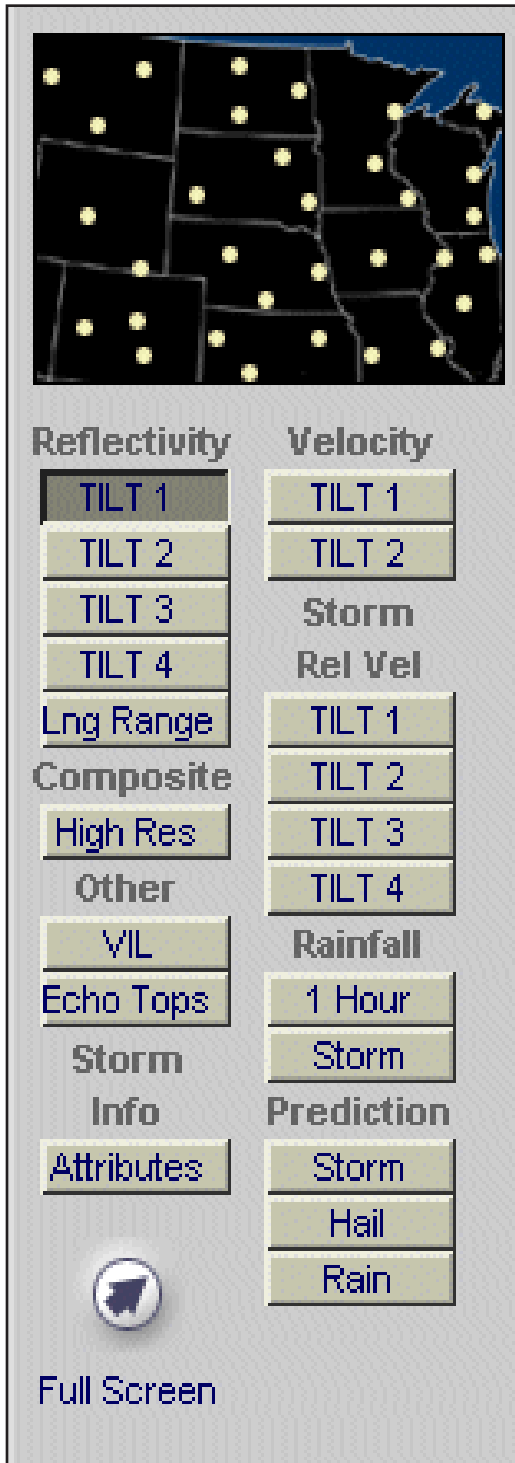 Reflectivity
TILT 1
TILT 2
TILT 3
TILT 4
Lng Range
Composite
High Res
Other
VIL
Echo Tops
Storm
Info
Attributes
Full Screen
Velocity
TILT 1
TILT 2
Storm
Rel Vel
TILT 1
TILT 2
TILT 3
TILT 4
Rainfall
1 Hour
Storm
Prediction
Storm
Hail
Rain